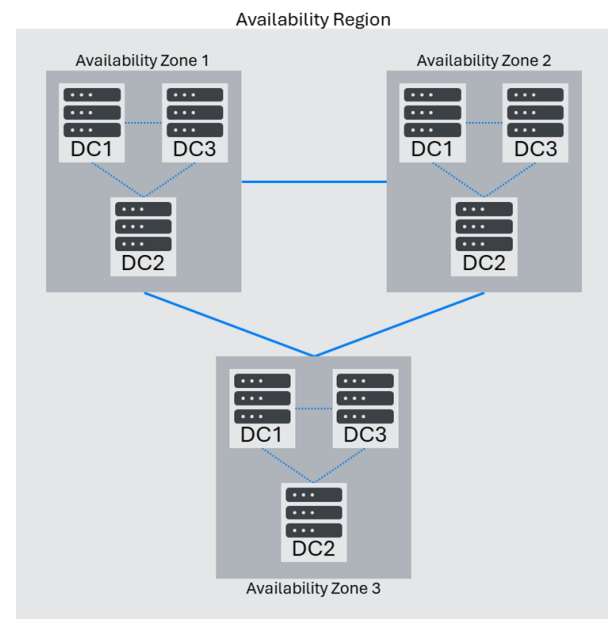 Availability Region
Availability Zone 1
Availability Zone 2
DC1
DC3
DC2
DC1
DC3
DC2
DC1
DC3
DC2
Availability Zone 3